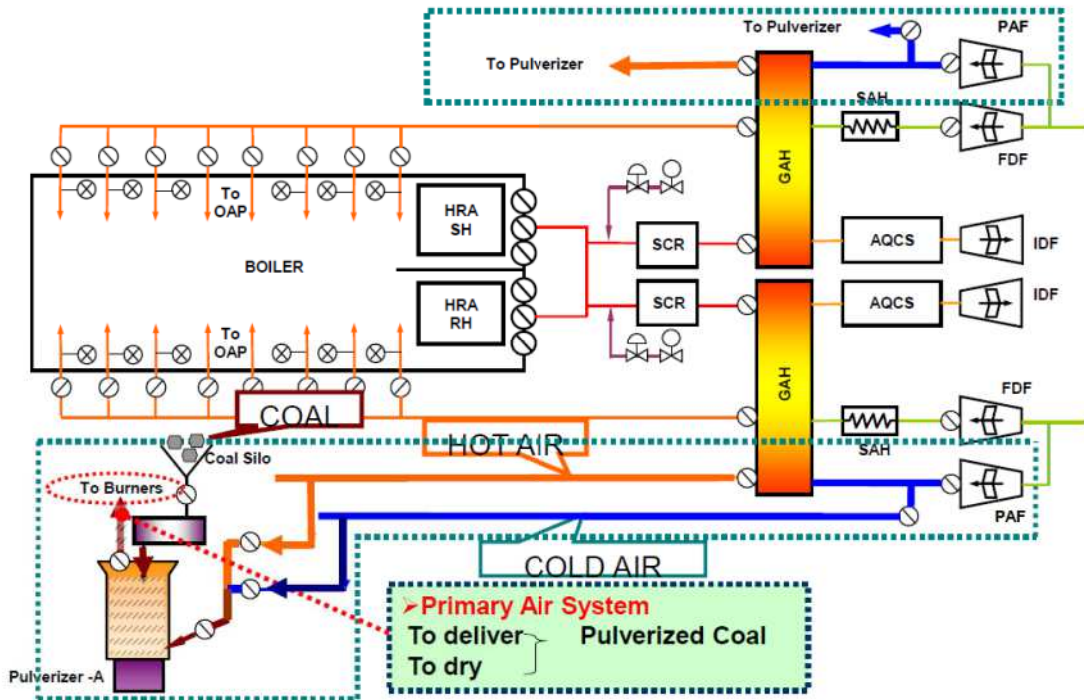 To Pulverizer
PAF
To Pulverizer
SAH
FDF
GAH
To
OAP
HRA
SH
SCR
AQCS
IDF
BOILER
IDF
HRA
RH
SCR
AQCS
To
OAP
GAH
FDF
COAL
HOT AIR
SAH
Coal Silo
To Burners
PAF
COLD AIR
➢Primary Air System
To deliver Pulverized Coal
To dry
Pulverizer -A